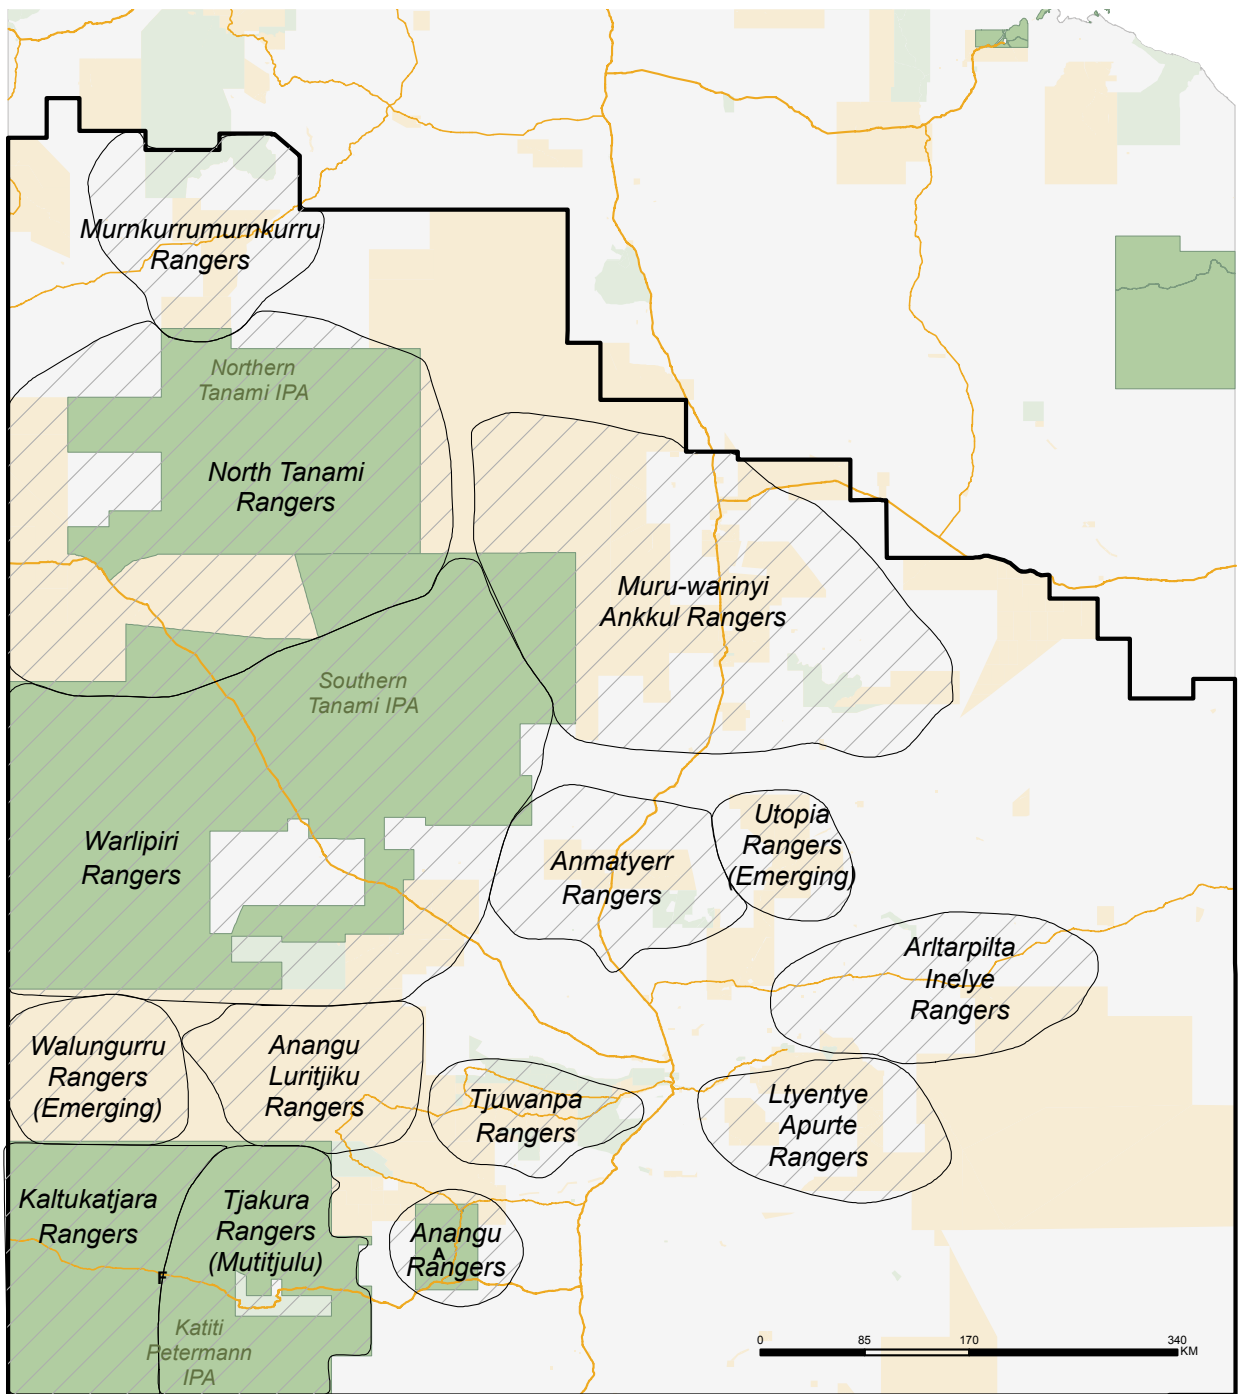 Murnkurrumurnkurru
Rangers
Northern
Tanami IPA
North Tanami
Rangers
Muru-warinyi
Ankkul Rangers
Southern
Tanami IPA
Warlipiri
Rangers
Anmatyerr
Rangers
Utopia
Rangers
(Emerging)
Arltarpilta
Inelye
Rangers
Walungurru
Rangers
(Emerging)
Anangu
Luritjiku
Rangers
Tjuwanpa
Rangers
Ltyentye
Apurte
Rangers
Kaltukatjara
Rangers
Tjakura
Rangers
(Mutitjulu)
Anangu
A
Rangers
F
Katiti
Petermann
IPA
0 85 170 340
KM